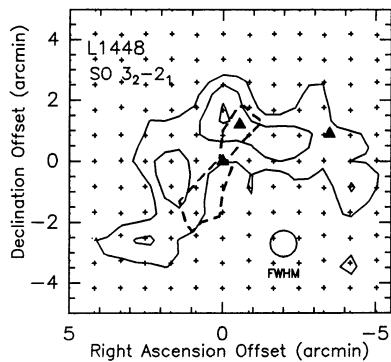 L1448
SO 3₂-2₁
4
2
0
-2
-4
Declination Offset (arcmin)
FWHM
5
0
-5
Right Ascension Offset (arcmin)